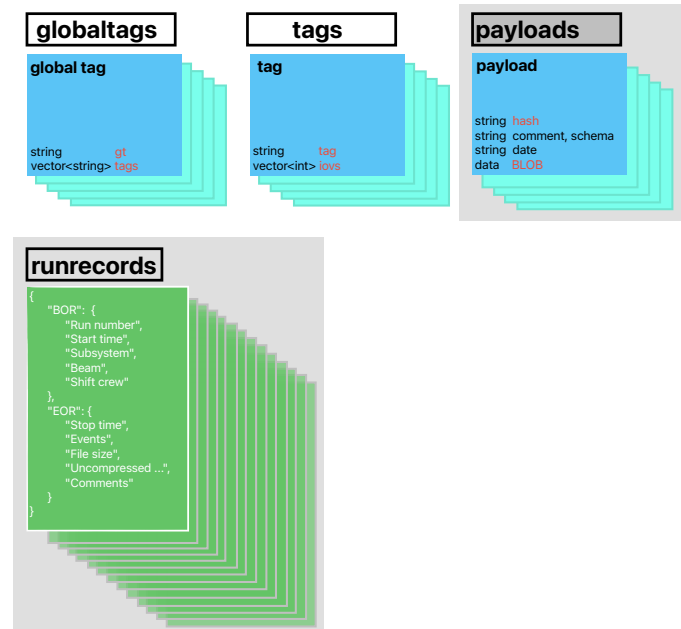 globaltags
global tag
string gt
vector<string> tags
tags
tag
string tag
vector<int> iovs
payloads
payload
string hash
string comment, schema
string date
data BLOB
runrecords
{
"BOR": {
"Run number",
"Start time",
"Subsystem",
"Beam",
"Shift crew"
},
"EOR": {
"Stop time",
"Events",
"File size",
"Uncompressed ...",
"Comments"
}
}